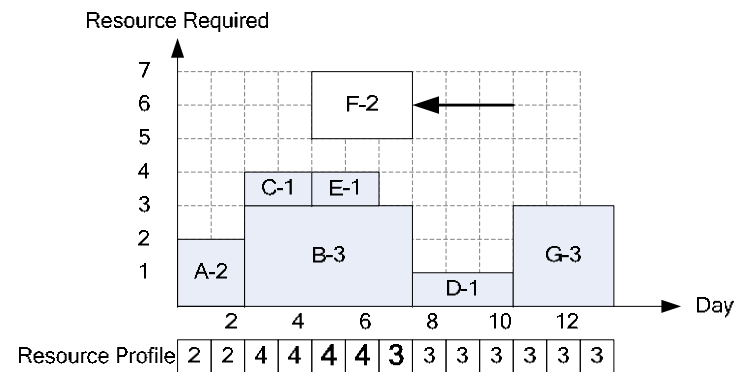 Resource Required
7
6
5
4
3
2
1
F-2
C-1 E-1
B-3
A-2
D-1
G-3
2 4 6 8 10 12 Day
Resource Profile 2 2 4 4 4 4 3 3 3 3 3 3 3